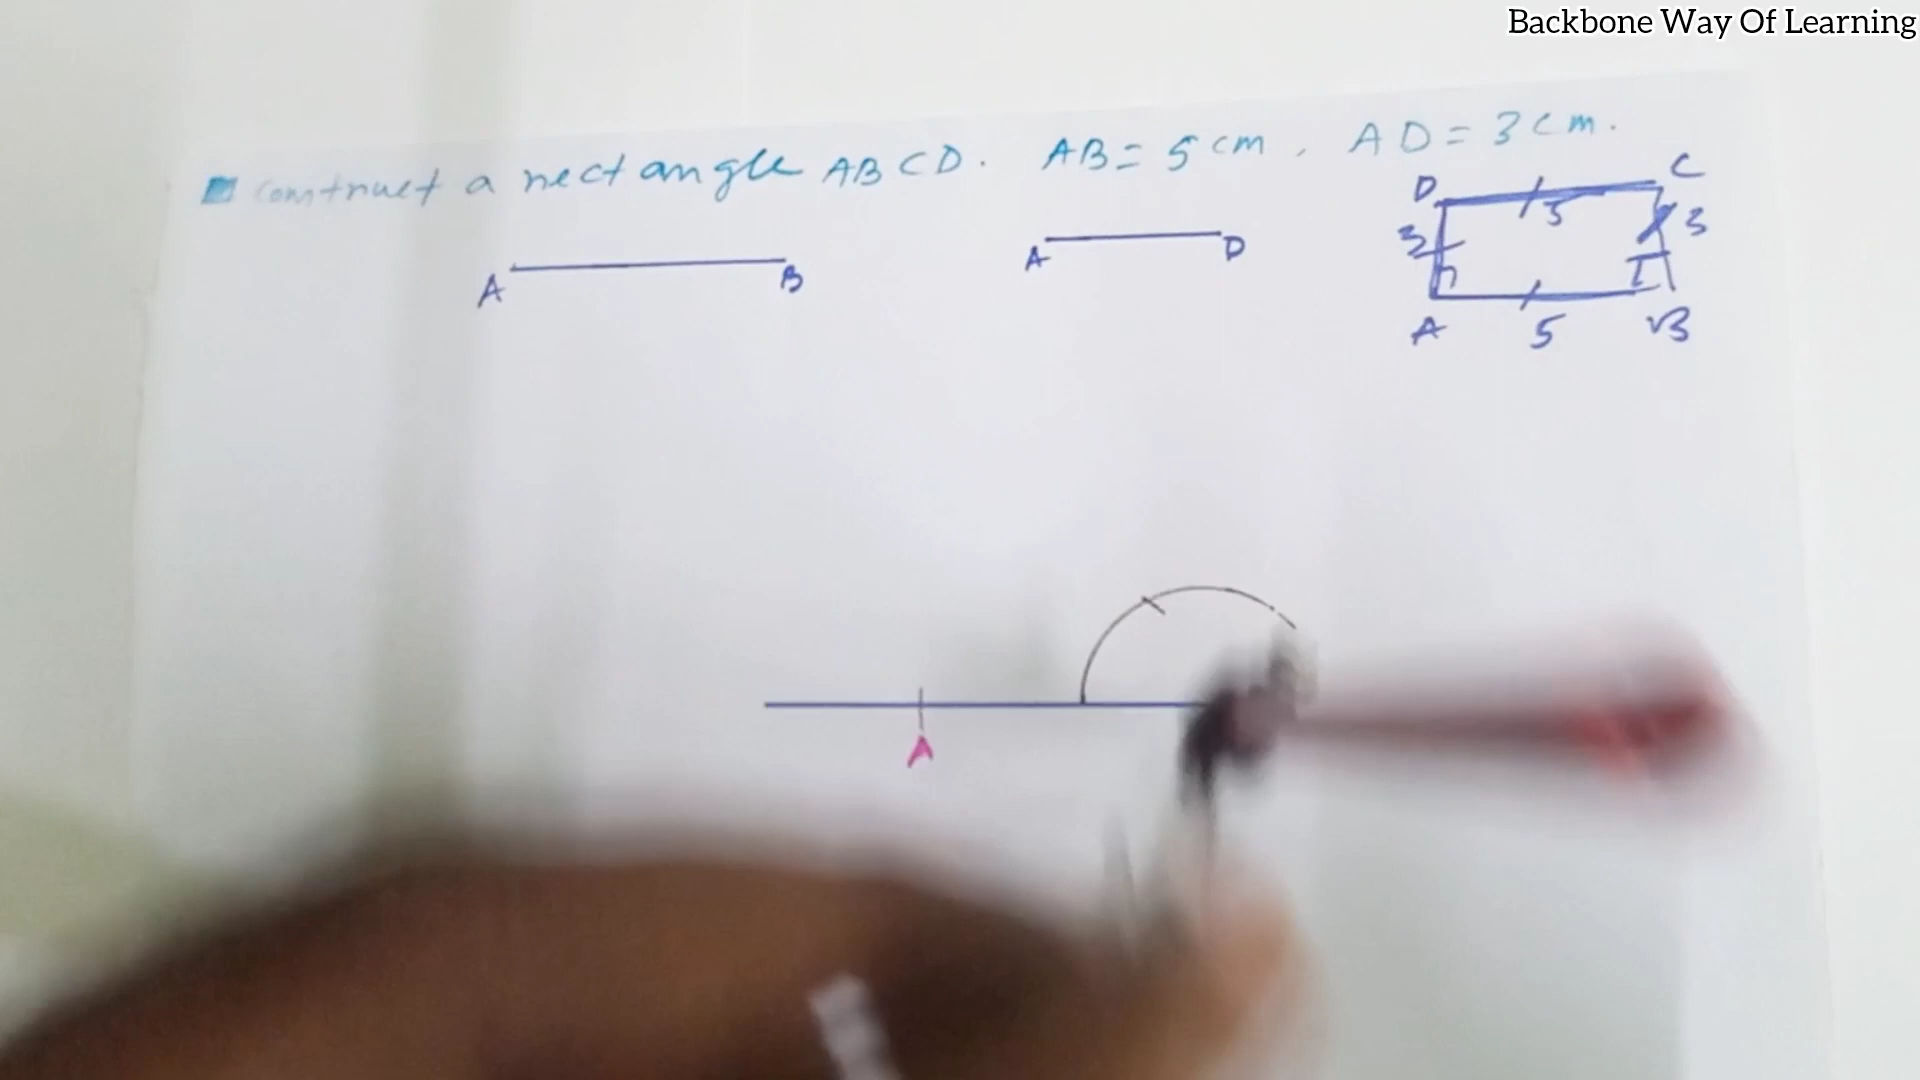 Backbone Way Of Learning
Construct a rectangle ABCD. AB = 5 cm, AD = 3 cm.
A B
A D
D C
3 5 3
A 5 B
A